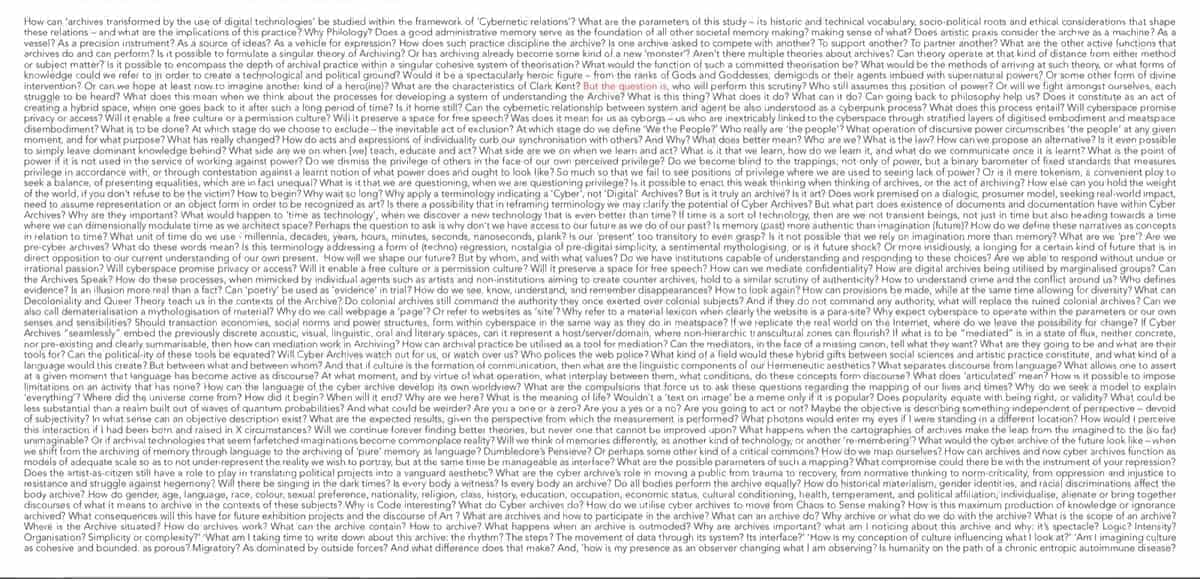 How can 'archives transformed by the use of digital technologies' be studied within the framework of 'Cybernetic relations'? What are the parameters of this study – its historic and technical vocabulary, socio-political roots and ethical considerations that shape
these relations – and what are the implications of this practice? Why Philology? Does a good administrative memory serve as the foundation of all other societal memory making? making sense of what? Does artistic praxis consider the archive as a machine? As a
vessel? As a precision instrument? As a source of ideas? As a vehicle for expression? How does such practice discipline the archive? Is one archive asked to compete with another? To support another? To partner another? What are the other active functions that
archives do and can perform? Is it possible to formulate a singular theory of Archiving? Or has archiving already become some kind of a new 'monster'? Aren't there multiple theories about archives? Can theory operate at that kind of distance from either method
or subject matter? Is it possible to encompass the depth of archival practice within a singular cohesive system of theorisation? What would the function of such a committed theorisation be? What would be the methods of arriving at such theory, or what forms of
knowledge could we refer to in order to create a technological and political ground? Would it be a spectacularly heroic figure – from the ranks of Gods and Goddesses, demigods or their agents imbued with supernatural powers? Or some other form of divine
intervention? Or can we hope at least now to imagine another kind of hero(ine)? What are the characteristics of Clark Kent? But the question is, who will perform this scrutiny? Who still assumes this position of power? Or will we fight amongst ourselves, each
struggle to be heard? What does this mean when we think about the processes for developing a system of understanding the Archive? What is this thing? What does it do? What can it do? Can going back to philosophy help us? Does it constitute as an act of
creating a hybrid space, when one goes back to it after such a long period of time? Is it home still? Can the cybernetic relationship between system and agent be also understood as a cyberpunk process? What does this process entail? Will cyberspace promise
privacy or access? Will it enable a free culture or a permission culture? Will it preserve a space for free speech? Was does it mean for us as cyborgs – us who are inextricably linked to the cyberspace through stratified layers of digitised embodiment and meatspace
disembodiment? What is to be done? At which stage do we choose to exclude – the inevitable act of exclusion? At which stage do we define 'We the People?' Who really are 'the people'? What operation of discursive power circumscribes 'the people' at any given
moment, and for what purpose? What has really changed? How do acts and expressions of individuality curb our synchronisation with others? And Why? What does better mean? Who are we? What is the law? How can we propose an alternative? Is it even possible
to simply leave dominant knowledge behind? What side are we on when [we] teach, educate and act? What side are we on when we learn and act? What is it that we learn, how do we learn it, and what do we communicate once it is learnt? What is the point of
power if it is not used in the service of working against power? Do we dismiss the privilege of others in the face of our own perceived privilege? Do we become blind to the trappings, not only of power, but a binary barometer of fixed standards that measures
privilege in accordance with, or through contestation against a learnt notion of what power does and ought to look like? So much so that we fail to see positions of privilege where we are used to seeing lack of power? Or is it mere tokenism, a convenient ploy to
seek a balance, of presenting equalities, which are in fact unequal? What is it that we are questioning, when we are questioning privilege? Is it possible to enact this weak thinking when thinking of archives, or the act of archiving? How else can you hold the weight
of the world, if you don't refuse to be the victim? How to begin? Why wait so long? Why apply a terminology indicating a 'Cyber', not 'Digital' Archives? But is it truly an archive? Is it art? Does work premised on a dialogic, prosumer model, seeking real-world impact,
need to assume representation or an object form in order to be recognized as art? Is there a possibility that in reframing terminology we may clarify the potential of Cyber Archives? But what part does existence of documents and documentation have within Cyber
Archives? Why are they important? What would happen to 'time as technology', when we discover a new technology that is even better than time? If time is a sort of technology, then are we not transient beings, not just in time but also heading towards a time
where we can dimensionally modulate time as we architect space? Perhaps the question to ask is why don't we have access to our future as we do of our past? Is memory (past) more authentic than imagination (future)? How do we define these narratives as concepts
in relation to time? What unit of time do we use - millennia, decades, years, hours, minutes, seconds, nanoseconds, plank? Is our 'present' too transitory to even grasp? Is it not possible that we rely on imagination more than memory? What are we 'pre'? Are we
pre-cyber archives? What do these words mean? Is this terminology addressing a form of (techno) regression, nostalgia of pre-digital simplicity, a sentimental mythologising, or is it future shock? Or more insidiously, a longing for a certain kind of future that is in
direct opposition to our current understanding of our own present. How will we shape our future? But by whom, and with what values? Do we have institutions capable of understanding and responding to these choices? Are we able to respond without undue or
irrational passion? Will cyberspace promise privacy or access? Will it enable a free culture or a permission culture? Will it preserve a space for free speech? How can we mediate confidentiality? How are digital archives being utilised by marginalised groups? Can
the Archives Speak? How do these processes, when mimicked by individual agents such as artists and non-institutions aiming to create counter archives, hold to a similar scrutiny of authenticity? How to understand crime and the conflict around us? Who defines
evidence? Is an illusion more real than a fact? Can 'poetry' be used as 'evidence' in trial? How do we see, know, understand, and remember disappearances? How to look again? How can provisions be made, while at the same time allowing for diversity? What can
Decoloniality and Queer Theory teach us in the contexts of the Archive? Do colonial archives still command the authority they once exerted over colonial subjects? And if they do not command any authority, what will replace the ruined colonial archives? Can we
also call dematerialisation a mythologisation of material? Why do we call webpage a 'page'? Or refer to websites as 'site'? Why refer to a material lexicon when clearly the website is a para-site? Why expect cyberspace to operate within the parameters or our own
senses and sensibilities? Should transaction economies, social norms and power structures, form within cyberspace in the same way as they do in meatspace? If we replicate the real world on the Internet, where do we leave the possibility for change? If Cyber
Archives "seamlessly" embed the previously discrete acoustic, visual, linguistic, oral and literary spaces, can it represent a host/server/domain, where non-hierarchic transcultural zones can flourish? If what is to be "mediated" is in a state of flux, neither concrete,
nor pre-existing and clearly summarisable, then how can mediation work in Archiving? How can archival practice be utilised as a tool for mediation? Can the mediators, in the face of a missing canon, tell what they want? What are they going to be and what are their
tools for? Can the political-ity of these tools be equated? Will Cyber Archives watch out for us, or watch over us? Who polices the web police? What kind of a field would these hybrid gifts between social sciences and artistic practice constitute, and what kind of a
language would this create? But between what and between whom? And that if culture is the formation of communication, then what are the linguistic components of our Hermeneutic aesthetics? What separates discourse from language? What allows one to assert
at a given moment that language has become active as discourse? At what moment, and by virtue of what operation, what interplay between them, what conditions, do these concepts form discourse? What does 'articulated' mean? How is it possible to impose
limitations on an activity that has none? How can the language of the cyber archive develop its own worldview? What are the compulsions that force us to ask these questions regarding the mapping of our lives and times? Why do we seek a model to explain
'everything'? Where did the universe come from? How did it begin? When will it end? Why are we here? What is the meaning of life? Wouldn't a 'text on image' be a meme only if it is popular? Does popularity equate with being right, or validity? What could be
less substantial than a realm built out of waves of quantum probabilities? And what could be weirder? Are you a one or a zero? Are you a yes or a no? Are you going to act or not? Maybe the objective is describing something independent of perspective – devoid
of subjectivity? In what sense can an objective description exist? What are the expected results, given the perspective from which the measurement is performed? What photons would enter my eyes if I were standing in a different location? How would I perceive
this interaction if I had been born and raised in X circumstances? Will we continue forever finding better theories, but never one that cannot be improved upon? What happens when the cartographies of archives make the leap from the imagined to the (so far)
unimaginable? Or if archival technologies that seem farfetched imaginations become commonplace reality? Will we think of memories differently, as another kind of technology, or another 're-membering'? What would the cyber archive of the future look like – when
we shift from the archiving of memory through language to the archiving of 'pure' memory as language? Dumbledore's Pensieve? Or perhaps some other kind of a critical commons? How do we map ourselves? How can archives and now cyber archives function as
models of adequate scale so as to not under-represent the reality we wish to portray, but at the same time be manageable as interface? What are the possible parameters of such a mapping? What compromise could there be with the instrument of your repression?
Does the artist-as-citizen still have a role to play in translating political projects into a vanguard aesthetic? What are the cyber archive's role in moving a public from trauma to recovery, from normative thinking to norm-criticality, from oppression and injustice to
resistance and struggle against hegemony? Will there be singing in the dark times? Is every body a witness? Is every body an archive? Do all bodies perform the archive equally? How do historical materialism, gender identities, and racial discriminations affect the
body archive? How do gender, age, language, race, colour, sexual preference, nationality, religion, class, history, education, occupation, economic status, cultural conditioning, health, temperament, and political affiliation, individualise, alienate or bring together
discourses of what it means to archive in the contexts of these subjects? Why is Code interesting? What do Cyber archives do? How do we utilise cyber archives to move from Chaos to Sense making? How is this maximum production of knowledge or ignorance
archived? What consequences will this have for future exhibition projects and the discourse of Art? What are archives and how to participate in the archive? What can an archive do? Why archive or what do we do with the archive? What is the scope of an archive?
Where is the Archive situated? How do archives work? What can the archive contain? How to archive? What happens when an archive is outmoded? Why are archives important? what am I noticing about this archive and why: it's spectacle? Logic? Intensity?
Organisation? Simplicity or complexity?' 'What am I taking time to write down about this archive: the rhythm? The steps? The movement of data through its system? Its interface?' 'How is my conception of culture influencing what I look at?' 'Am I imagining culture
as cohesive and bounded. as porous? Migratory? As dominated by outside forces? And what difference does that make? And, 'how is my presence as an observer changing what I am observing? Is humanity on the path of a chronic entropic autoimmune disease?